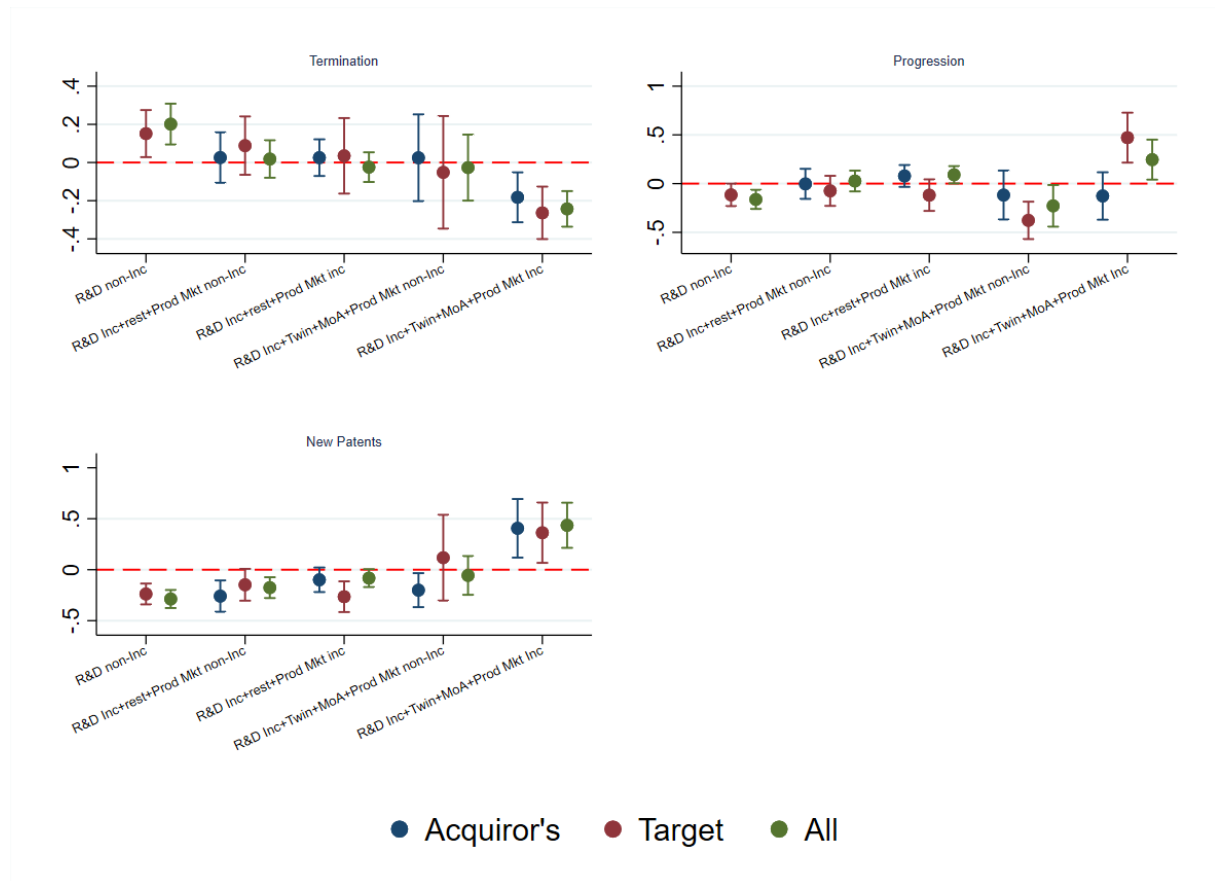 Termination
.4
.2
0
-.2
-.4
R&D non-Inc
R&D Inc+rest+Prod Mkt non-Inc
R&D Inc+rest+Prod Mkt inc
R&D Inc+Twin+MoA+Prod Mkt non-Inc
R&D Inc+Twin+MoA+Prod Mkt Inc
Progression
1
.5
0
-.5
R&D non-Inc
R&D Inc+rest+Prod Mkt non-Inc
R&D Inc+rest+Prod Mkt inc
R&D Inc+Twin+MoA+Prod Mkt non-Inc
R&D Inc+Twin+MoA+Prod Mkt Inc
New Patents
1
.5
0
-.5
R&D non-Inc
R&D Inc+rest+Prod Mkt non-Inc
R&D Inc+rest+Prod Mkt inc
R&D Inc+Twin+MoA+Prod Mkt non-Inc
R&D Inc+Twin+MoA+Prod Mkt Inc
Acquiror's Target All